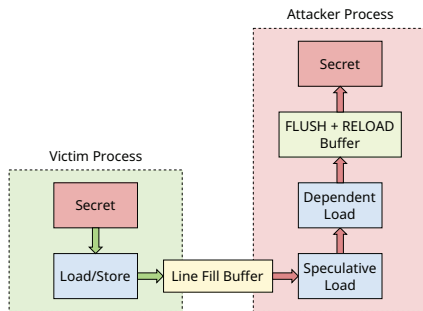 Attacker Process
Secret
FLUSH + RELOAD
Buffer
Victim Process
Secret
Dependent
Load
Load/Store
Line Fill Buffer
Speculative
Load